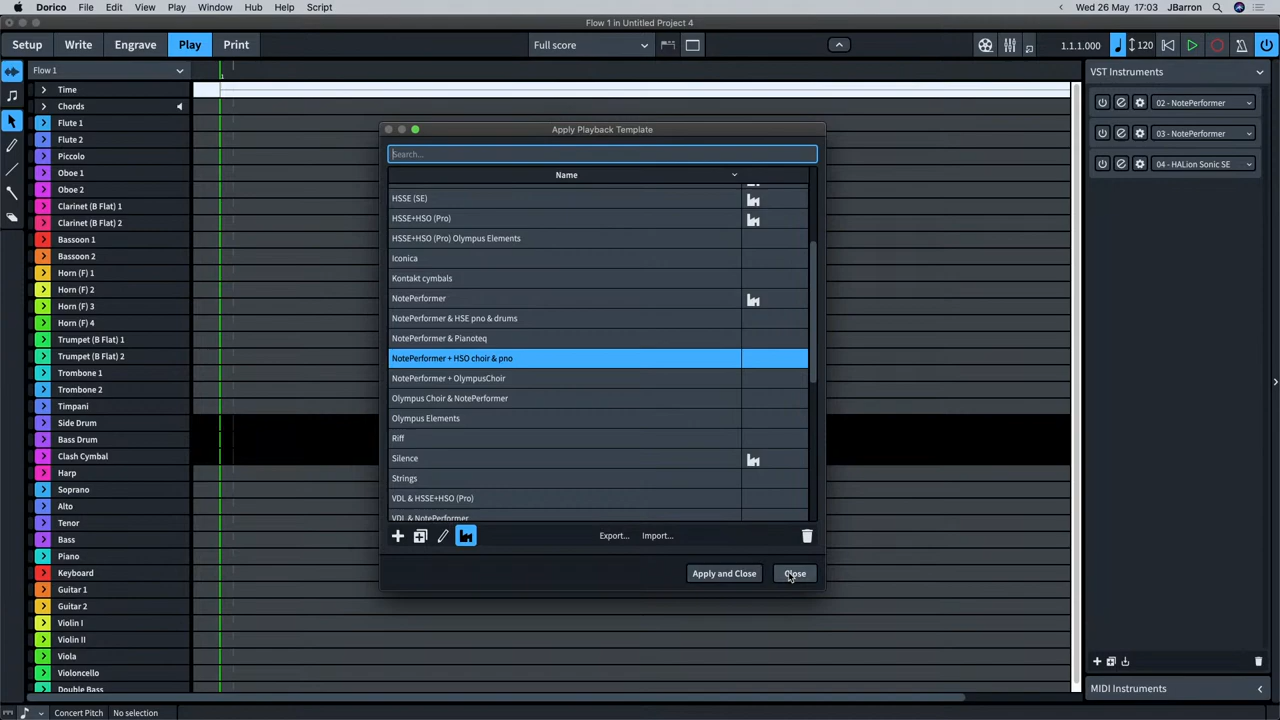 Dorico File Edit View Play Window Hub Help Script Wed 26 May 17:03 JBarron
Flow 1 in Untitled Project 4
Setup Write Engrave Play Print Full score 1.1.1.000 120
Flow 1
1
VST Instruments
Time
Chords
Flute 1
Flute 2
Piccolo
Oboe 1
Oboe 2
Clarinet (B Flat) 1
Clarinet (B Flat) 2
Bassoon 1
Bassoon 2
Horn (F) 1
Horn (F) 2
Horn (F) 3
Horn (F) 4
Trumpet (B Flat) 1
Trumpet (B Flat) 2
Trombone 1
Trombone 2
Timpani
Side Drum
Bass Drum
Clash Cymbal
Harp
Soprano
Alto
Tenor
Bass
Piano
Keyboard
Guitar 1
Guitar 2
Violin I
Violin II
Viola
Violoncello
Double Bass
Apply Playback Template
Search...
Name
HSSE (SE)
HSSE+HSO (Pro)
HSSE+HSO (Pro) Olympus Elements
Iconica
Kontakt cymbals
NotePerformer
NotePerformer & HSE pno & drums
NotePerformer & Pianoteq
NotePerformer + HSO choir & pno
NotePerformer + OlympusChoir
Olympus Choir & NotePerformer
Olympus Elements
Riff
Silence
Strings
VDL & HSSE+HSO (Pro)
VDL & NotePerformer
Export... Import...
Apply and Close Close
02 - NotePerformer
03 - NotePerformer
04 - HALion Sonic SE
MIDI Instruments
Concert Pitch No selection